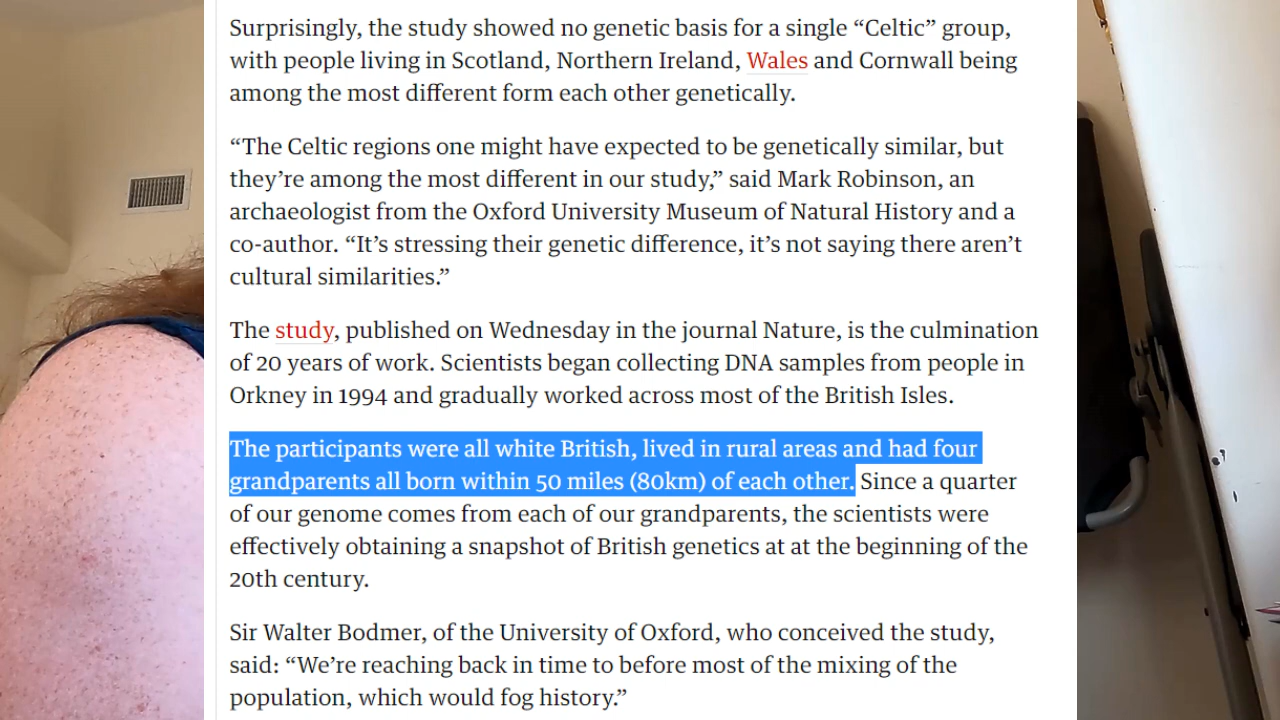 Surprisingly, the study showed no genetic basis for a single “Celtic” group,
with people living in Scotland, Northern Ireland, Wales and Cornwall being
among the most different form each other genetically.
“The Celtic regions one might have expected to be genetically similar, but
they’re among the most different in our study,” said Mark Robinson, an
archaeologist from the Oxford University Museum of Natural History and a
co-author. “It’s stressing their genetic difference, it’s not saying there aren’t
cultural similarities.”
The study, published on Wednesday in the journal Nature, is the culmination
of 20 years of work. Scientists began collecting DNA samples from people in
Orkney in 1994 and gradually worked across most of the British Isles.
The participants were all white British, lived in rural areas and had four
grandparents all born within 50 miles (80km) of each other. Since a quarter
of our genome comes from each of our grandparents, the scientists were
effectively obtaining a snapshot of British genetics at at the beginning of the
20th century.
Sir Walter Bodmer, of the University of Oxford, who conceived the study,
said: “We’re reaching back in time to before most of the mixing of the
population, which would fog history.”